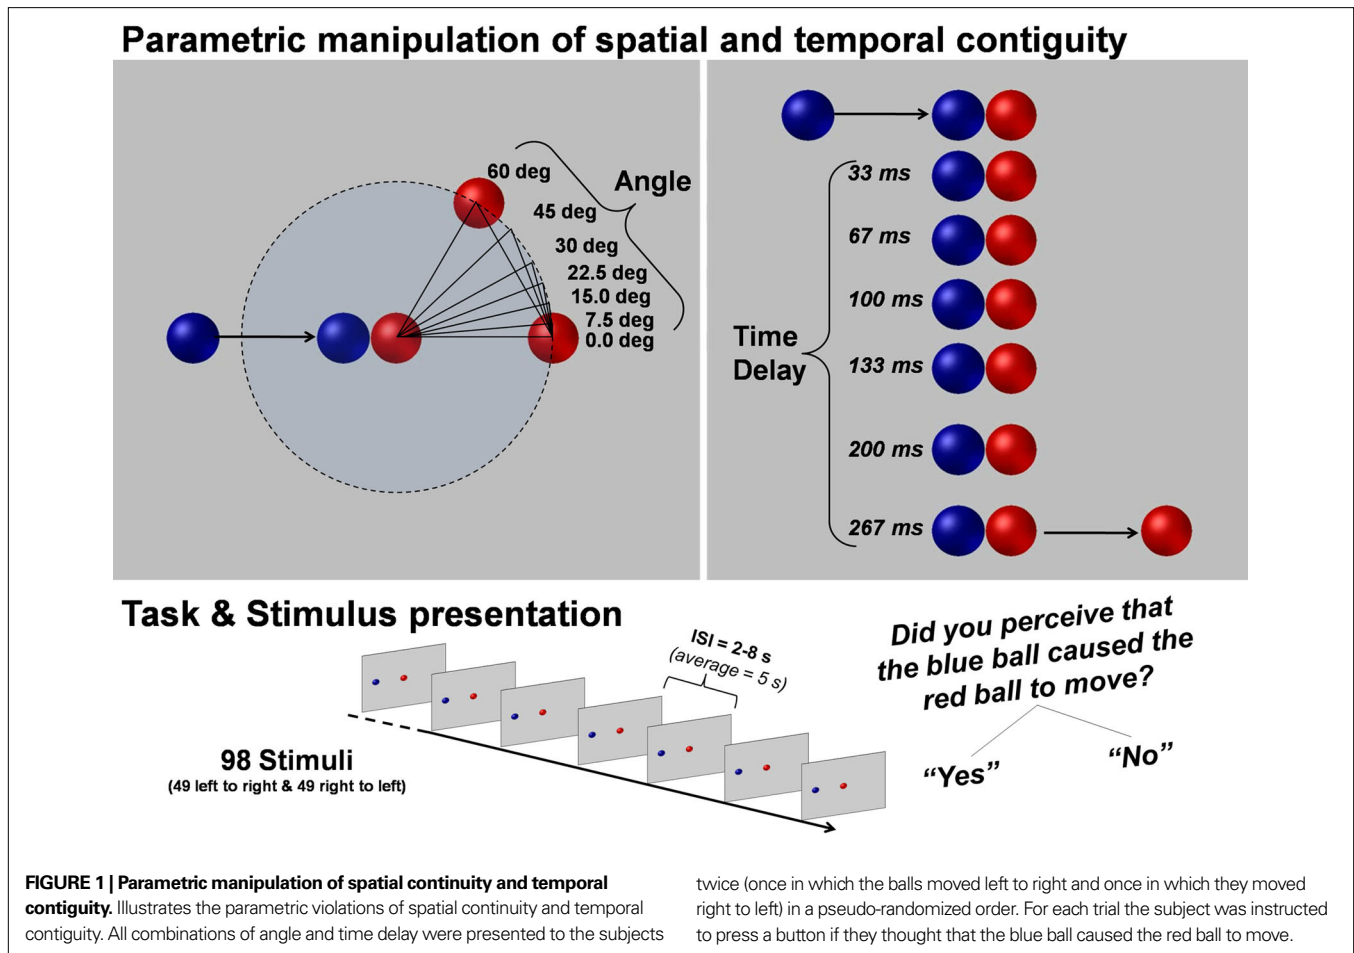 Parametric manipulation of spatial and temporal contiguity
60 deg
Angle
45 deg
30 deg
22.5 deg
15.0 deg
7.5 deg
0.0 deg
33 ms
67 ms
100 ms
Time
Delay
133 ms
200 ms
267 ms
Task & Stimulus presentation
ISI = 2-8 s
(average = 5 s)
98 Stimuli
(49 left to right & 49 right to left)
Did you perceive that
the blue ball caused the
red ball to move?
“Yes”
“No”
FIGURE 1 | Parametric manipulation of spatial continuity and temporal
contiguity. Illustrates the parametric violations of spatial continuity and temporal
contiguity. All combinations of angle and time delay were presented to the subjects
twice (once in which the balls moved left to right and once in which they moved
right to left) in a pseudo-randomized order. For each trial the subject was instructed
to press a button if they thought that the blue ball caused the red ball to move.